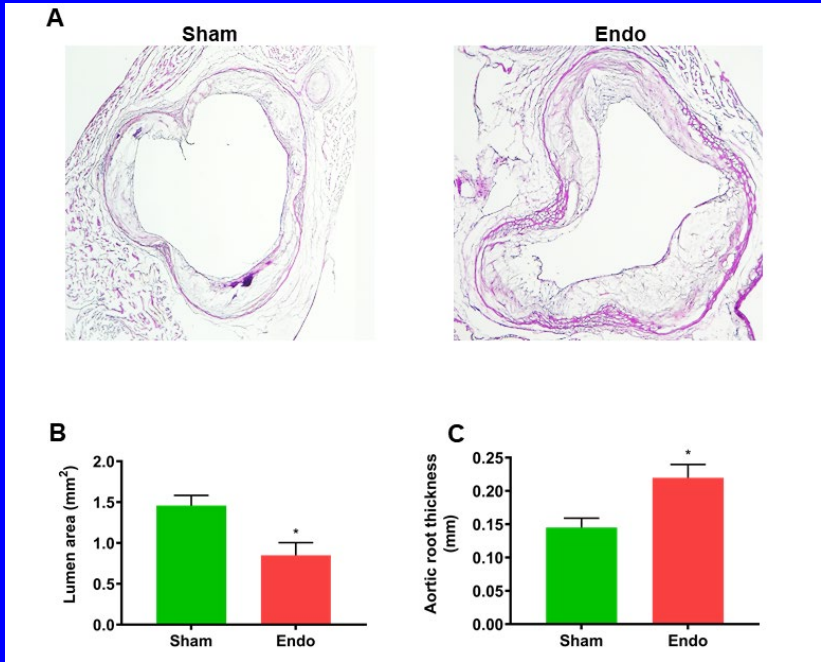 A
Sham
Endo
B
Lumen area (mm²)
2.0
1.5
1.0
0.5
0.0
*
Sham
Endo
C
Aortic root thickness
(mm)
0.25
0.20
0.15
0.10
0.05
0.00
*
Sham
Endo